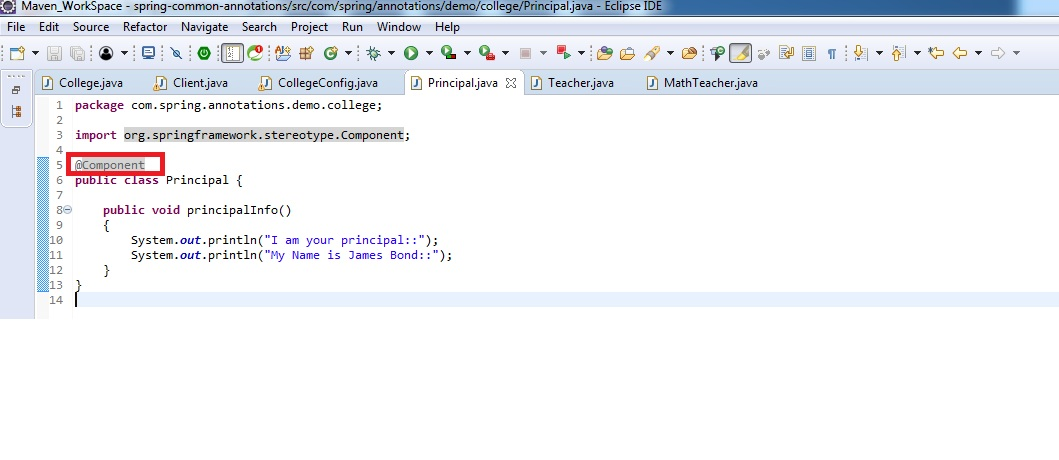 Maven_WorkSpace - spring-common-annotations/src/com/spring/annotations/demo/college/Principal.java - Eclipse IDE
File Edit Source Refactor Navigate Search Project Run Window Help
College.java Client.java CollegeConfig.java Principal.java Teacher.java MathTeacher.java
1 package com.spring.annotations.demo.college;
2
3 import org.springframework.stereotype.Component;
4
5 @Component
6 public class Principal {
7
8 public void principalInfo()
9 {
10 System.out.println("I am your principal::");
11 System.out.println("My Name is James Bond::");
12 }
13 }
14